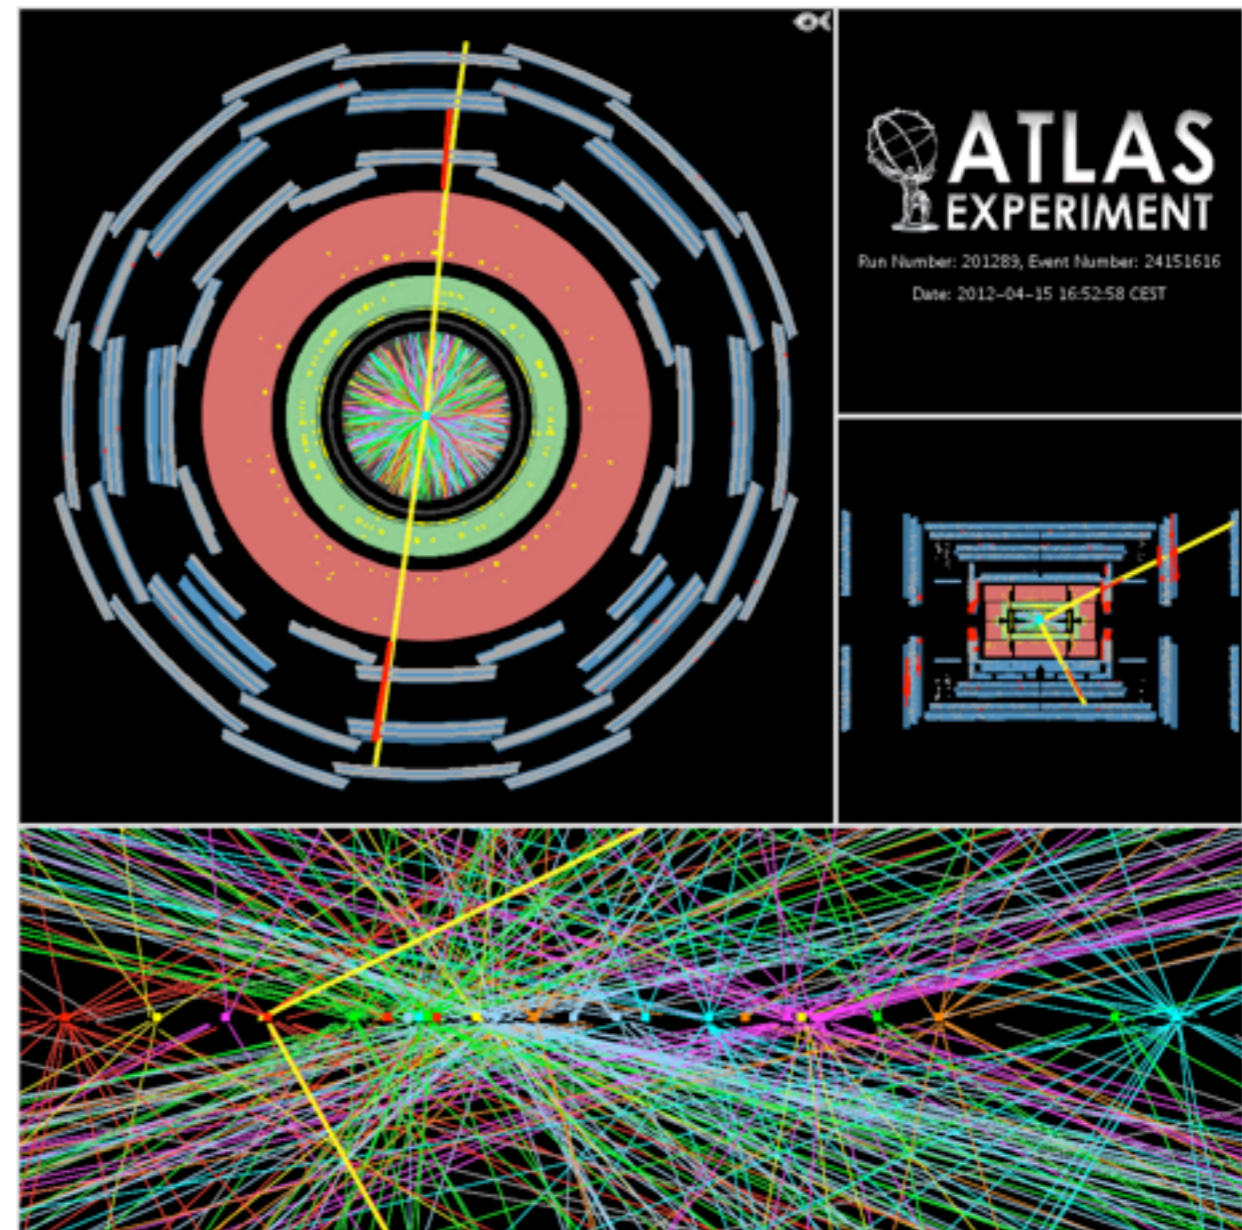 ATLAS
EXPERIMENT
Run Number: 201289, Event Number: 24151616
Date: 2012-04-15 16:52:58 CEST